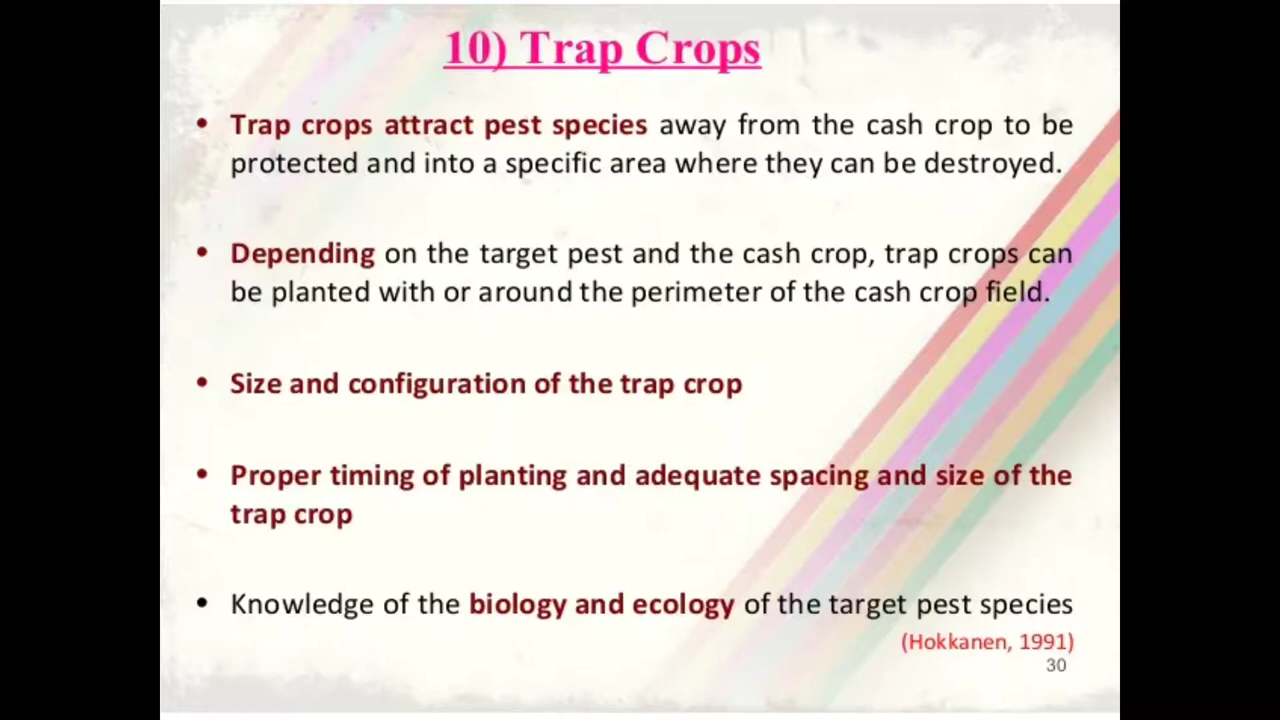 10) Trap Crops
• Trap crops attract pest species away from the cash crop to be
protected and into a specific area where they can be destroyed.
• Depending on the target pest and the cash crop, trap crops can
be planted with or around the perimeter of the cash crop field.
• Size and configuration of the trap crop
• Proper timing of planting and adequate spacing and size of the
trap crop
• Knowledge of the biology and ecology of the target pest species
(Hokkanen, 1991)
30